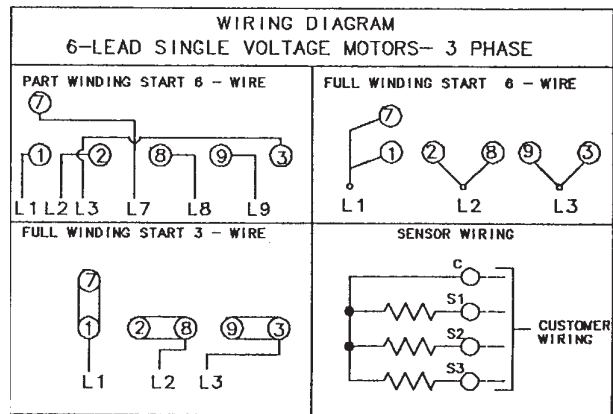 WIRING DIAGRAM
6-LEAD SINGLE VOLTAGE MOTORS- 3 PHASE
PART WINDING START 6 - WIRE
7
1 2 8 9 3
L1 L2 L3 L7 L8 L9
FULL WINDING START 6 - WIRE
7
1 2 8 9 3
L1 L2 L3
FULL WINDING START 3 - WIRE
7
1 2 8 9 3
L1 L2 L3
SENSOR WIRING
C
S1
S2
S3
CUSTOMER
WIRING